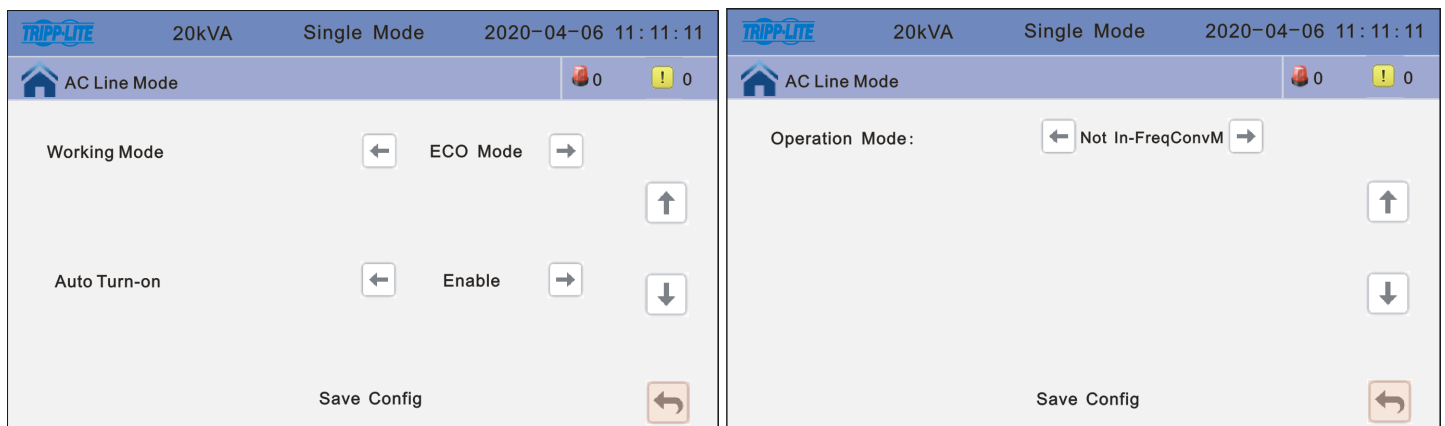 TRIPP-LITE 20kVA Single Mode 2020-04-06 11:11:11
AC Line Mode 0 ! 0
Working Mode ECO Mode
Auto Turn-on Enable
Save Config
TRIPP-LITE 20kVA Single Mode 2020-04-06 11:11:11
AC Line Mode 0 ! 0
Operation Mode: Not In-FreqConvM
Save Config